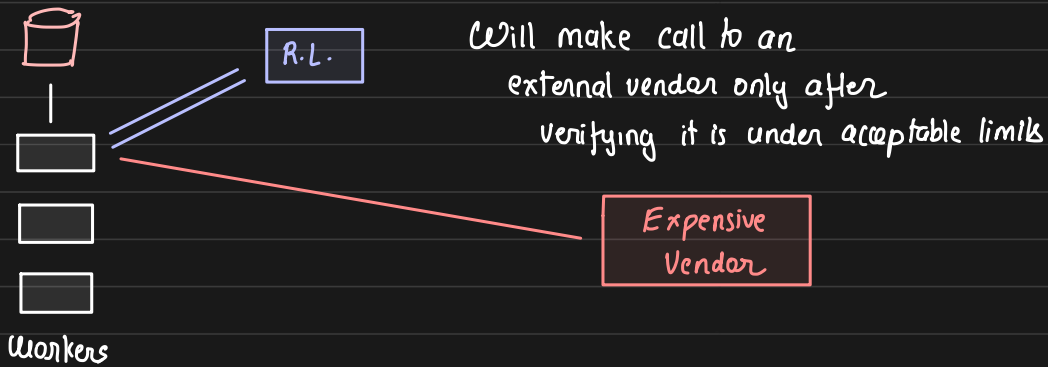 R.L.
Will make call to an
external vendor only after
verifying it is under acceptable limits
Expensive
Vendor
Workers